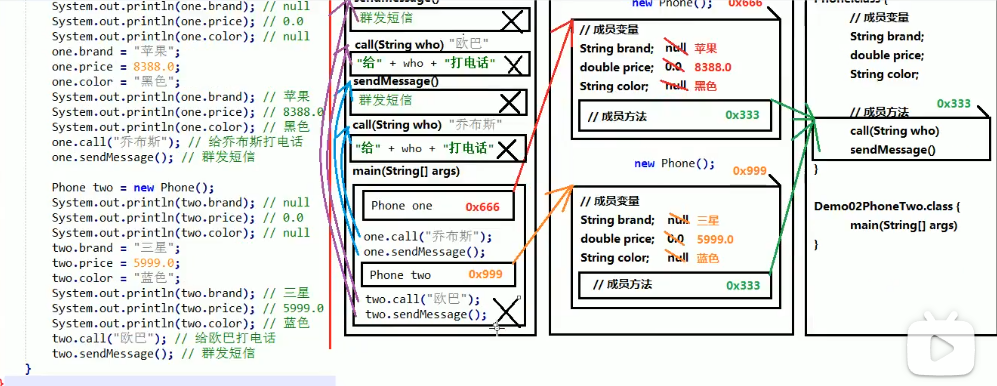 System.out.println(one.brand); // null
System.out.println(one.price); // 0.0
System.out.println(one.color); // null
one.brand = "苹果";
one.price = 8388.0;
one.color = "黑色";
System.out.println(one.brand); // 苹果
System.out.println(one.price); // 8388.0
System.out.println(one.color); // 黑色
one.call("乔布斯"); // 给乔布斯打电话
one.sendMessage(); // 群发短信
Phone two = new Phone();
System.out.println(two.brand); // null
System.out.println(two.price); // 0.0
System.out.println(two.color); // null
two.brand = "三星";
two.price = 5999.0;
two.color = "蓝色";
System.out.println(two.brand); // 三星
System.out.println(two.price); // 5999.0
System.out.println(two.color); // 蓝色
two.call("欧巴"); // 给欧巴打电话
two.sendMessage(); // 群发短信
}
}
sendMessage()
群发短信
call(String who) "欧巴"
"给" + who + "打电话"
sendMessage()
群发短信
call(String who) "乔布斯"
"给" + who + "打电话"
main(String[] args)
Phone one 0x666
one.call("乔布斯");
one.sendMessage();
Phone two 0x999
two.call("欧巴");
two.sendMessage();
new Phone(); 0x666
// 成员变量
String brand; null 苹果
double price; 0.0 8388.0
String color; null 黑色
// 成员方法 0x333
new Phone(); 0x999
// 成员变量
String brand; null 三星
double price; 0.0 5999.0
String color; null 蓝色
// 成员方法 0x333
// 成员变量
String brand;
double price;
String color;
// 成员方法 0x333
call(String who)
sendMessage()
}
Demo02PhoneTwo.class {
main(String[] args)
}